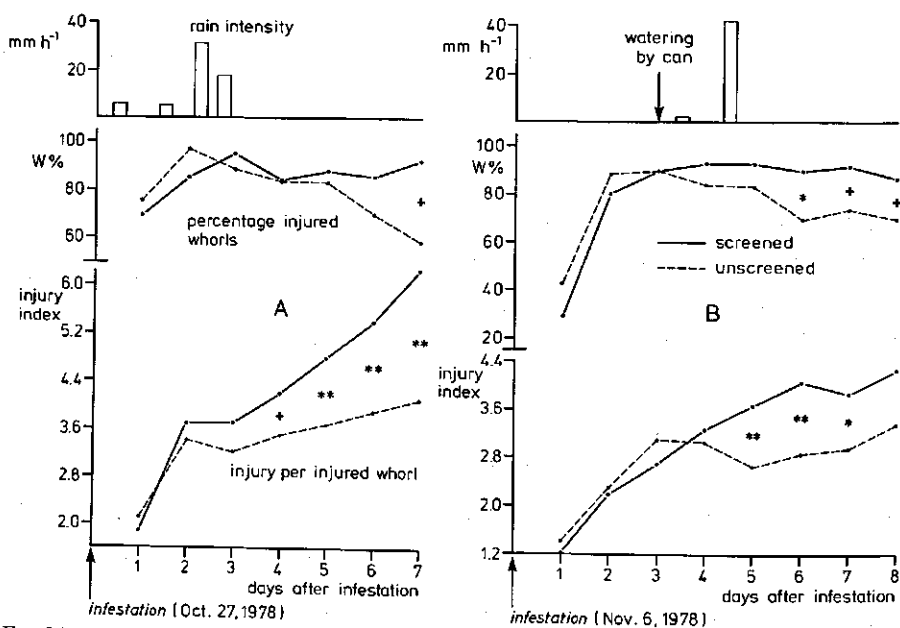 40
mm h⁻¹
20
rain intensity
100
W%
80
60
percentage injured
whorls
+
6.0
injury
index
5.2
4.4
3.6
2.8
2.0
A
+
**
**
**
injury per injured whorl
1 2 3 4 5 6 7
days after infestation
infestation (Oct. 27, 1978)
40
mm h⁻¹
20
watering
by can
100
W%
80
60
40
20
* + +
screened
unscreened
B
4.4
injury
index
3.6
2.8
2.0
1.2
** ** *
1 2 3 4 5 6 7 8
days after infestation
infestation (Nov. 6, 1978)